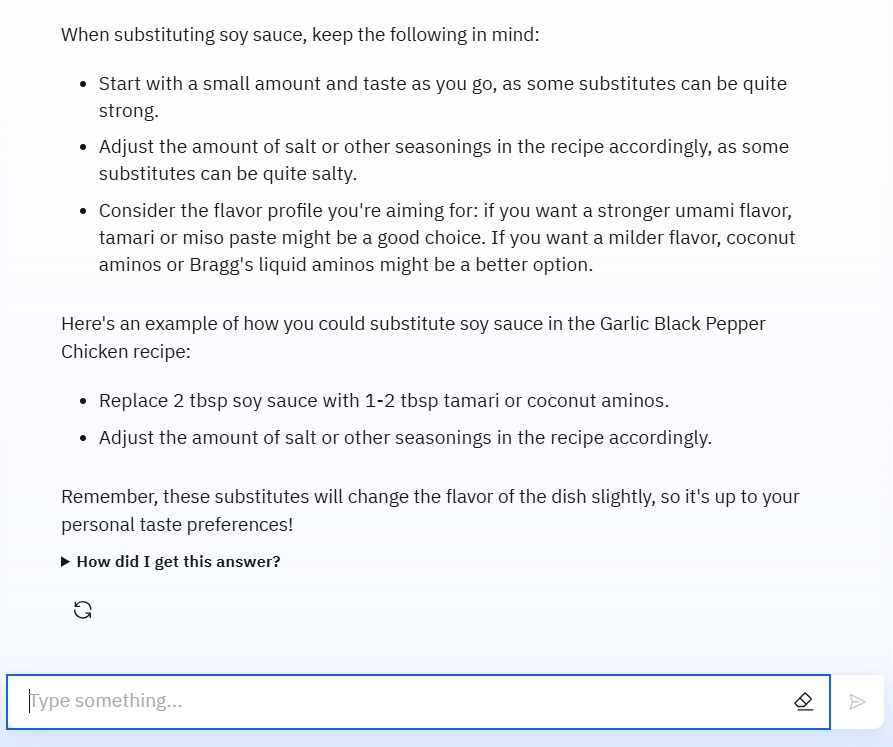 When substituting soy sauce, keep the following in mind:
• Start with a small amount and taste as you go, as some substitutes can be quite
strong.
• Adjust the amount of salt or other seasonings in the recipe accordingly, as some
substitutes can be quite salty.
• Consider the flavor profile you're aiming for: if you want a stronger umami flavor,
tamari or miso paste might be a good choice. If you want a milder flavor, coconut
aminos or Bragg's liquid aminos might be a better option.
Here's an example of how you could substitute soy sauce in the Garlic Black Pepper
Chicken recipe:
• Replace 2 tbsp soy sauce with 1-2 tbsp tamari or coconut aminos.
• Adjust the amount of salt or other seasonings in the recipe accordingly.
Remember, these substitutes will change the flavor of the dish slightly, so it's up to your
personal taste preferences!
How did I get this answer?
Type something...